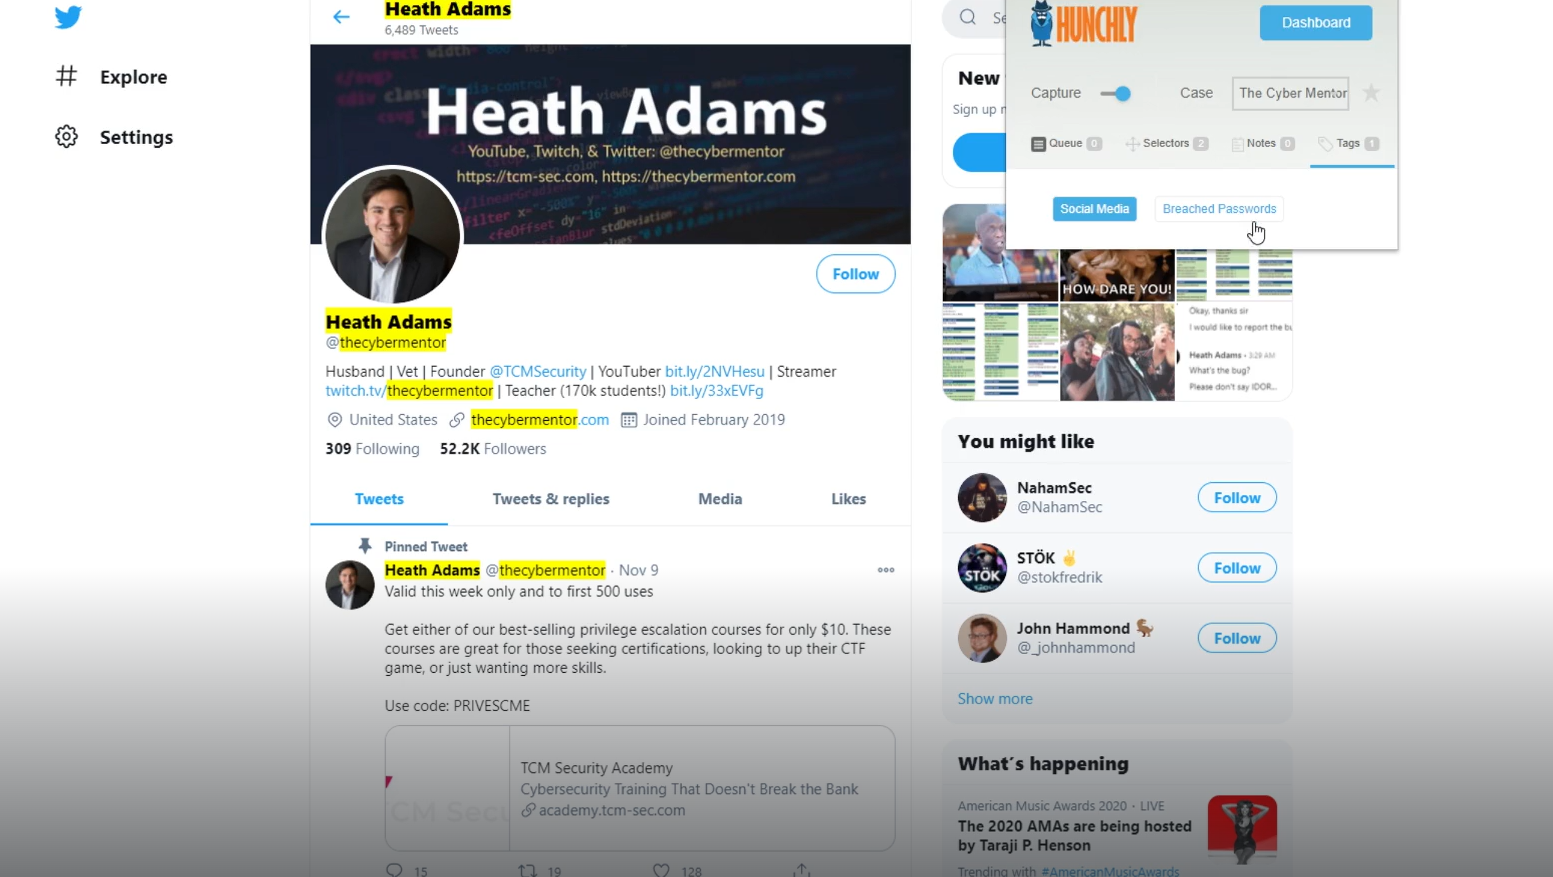 Heath Adams
6,489 Tweets
Explore
Settings
Heath Adams
YouTube, Twitch, & Twitter: @thecybermentor
https://tcm-sec.com, https://thecybermentor.com
Follow
Heath Adams
@thecybermentor
Husband | Vet | Founder @TCMSecurity | YouTuber bit.ly/2NVHesu | Streamer
twitch.tv/thecybermentor | Teacher (170k students!) bit.ly/33xEVFg
United States thecybermentor.com Joined February 2019
309 Following 52.2K Followers
Tweets Tweets & replies Media Likes
Pinned Tweet
Heath Adams @thecybermentor · Nov 9
Valid this week only and to first 500 uses
Get either of our best-selling privilege escalation courses for only $10. These
courses are great for those seeking certifications, looking to up their CTF
game, or just wanting more skills.
Use code: PRIVESCME
TCM Security Academy
Cybersecurity Training That Doesn't Break the Bank
academy.tcm-sec.com
15 19 128
HUNCHLY
Dashboard
Capture Case The Cyber Mentor
Queue 0 Selectors 2 Notes 0 Tags 1
Social Media Breached Passwords
New
Sign up
HOW DARE YOU!
Okay, thanks sir
I would like to report the bu
Heath Adams • 3:28 AM
What's the bug?
Please don't say IDOR...
You might like
NahamSec
@NahamSec
Follow
STÖK ✌
@stokfredrik
Follow
John Hammond
@_johnhammond
Follow
Show more
What's happening
American Music Awards 2020 · LIVE
The 2020 AMAs are being hosted
by Taraji P. Henson
Trending with #AmericanMusicAwards